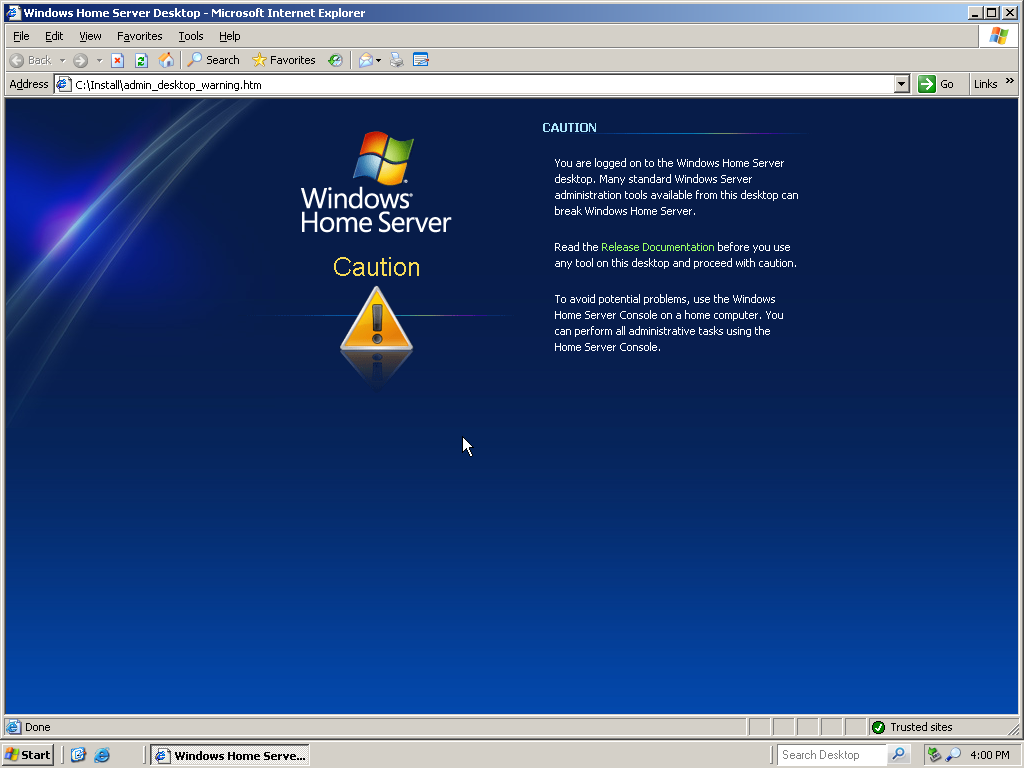 Windows Home Server Desktop - Microsoft Internet Explorer
File Edit View Favorites Tools Help
Back Search Favorites
Address C:\Install\admin_desktop_warning.htm Go Links »
Windows®
Home Server
Caution
CAUTION
You are logged on to the Windows Home Server
desktop. Many standard Windows Server
administration tools available from this desktop can
break Windows Home Server.
Read the Release Documentation before you use
any tool on this desktop and proceed with caution.
To avoid potential problems, use the Windows
Home Server Console on a home computer. You
can perform all administrative tasks using the
Home Server Console.
Done Trusted sites
Start Windows Home Serve... Search Desktop 4:00 PM